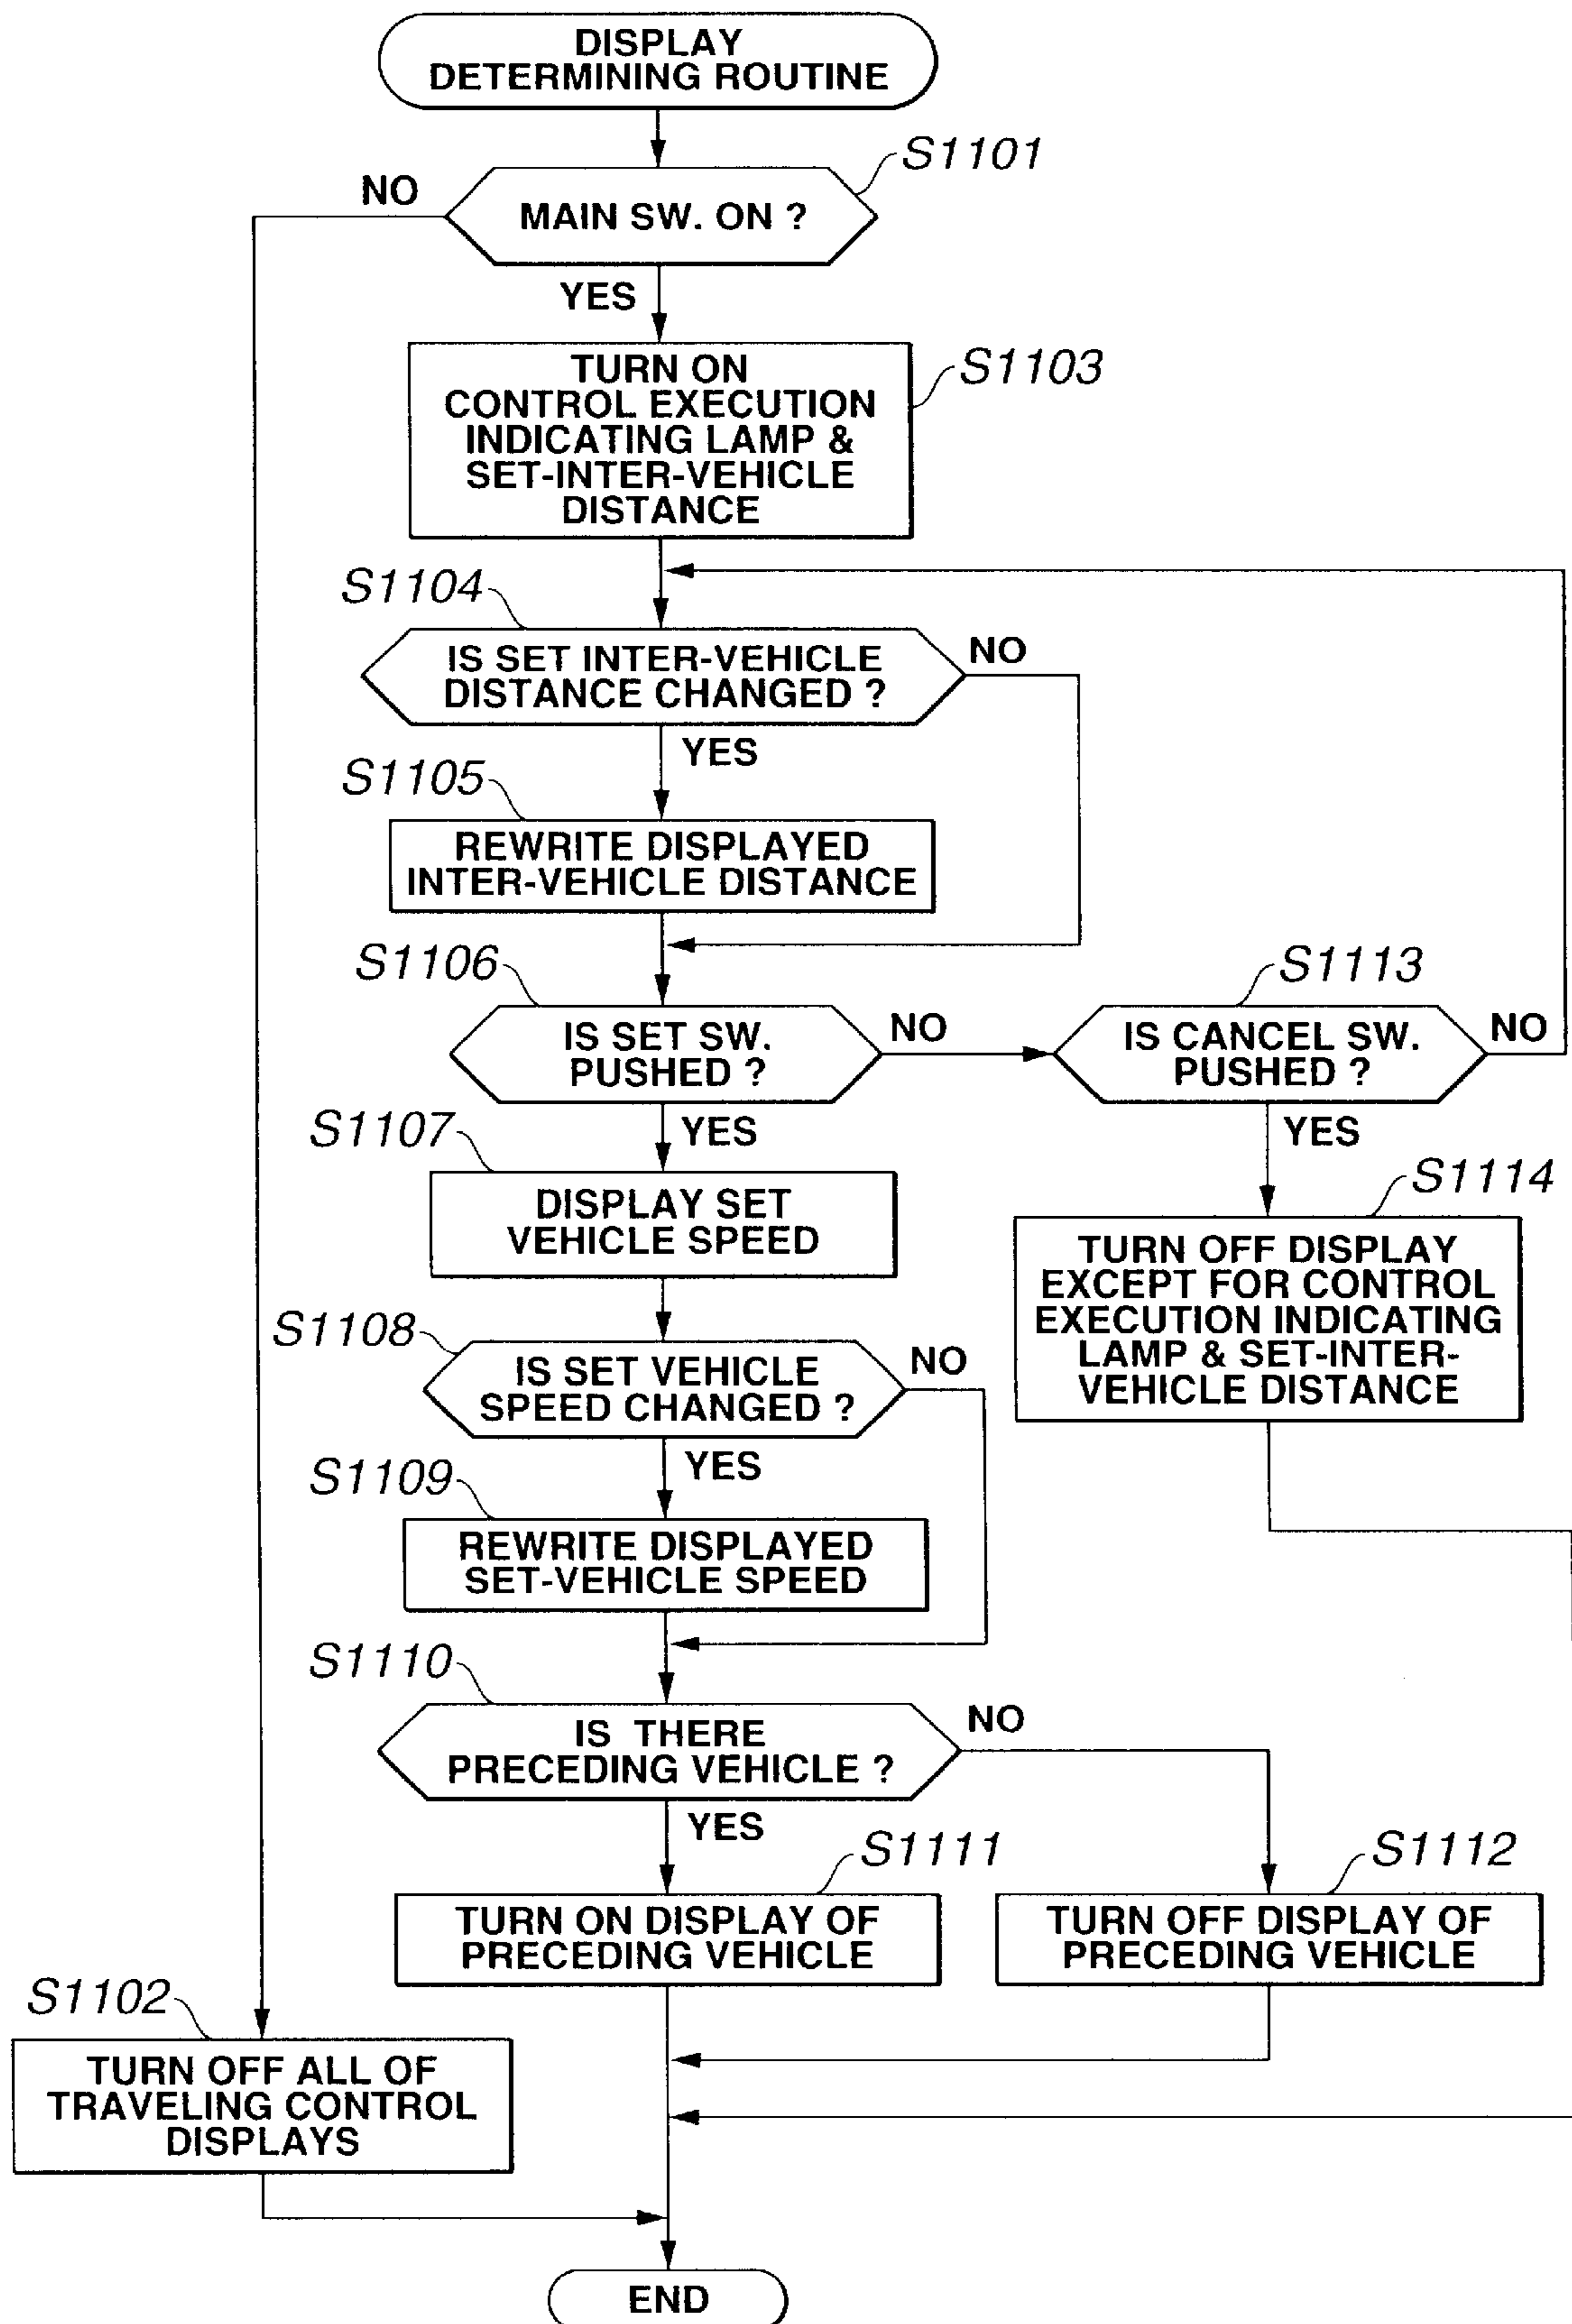 DISPLAY
DETERMINING ROUTINE
S1101
NO
MAIN SW. ON ?
YES
S1103
TURN ON
CONTROL EXECUTION
INDICATING LAMP &
SET-INTER-VEHICLE
DISTANCE
S1104
IS SET INTER-VEHICLE
DISTANCE CHANGED ?
NO
YES
S1105
REWRITE DISPLAYED
INTER-VEHICLE DISTANCE
S1106
IS SET SW.
PUSHED ?
NO
S1113
IS CANCEL SW.
PUSHED ?
NO
YES
S1107
YES
DISPLAY SET
VEHICLE SPEED
S1114
TURN OFF DISPLAY
EXCEPT FOR CONTROL
EXECUTION INDICATING
LAMP & SET-INTER-
VEHICLE DISTANCE
S1108
IS SET VEHICLE
SPEED CHANGED ?
NO
YES
S1109
REWRITE DISPLAYED
SET-VEHICLE SPEED
S1110
IS THERE
PRECEDING VEHICLE ?
NO
YES
S1111
TURN ON DISPLAY OF
PRECEDING VEHICLE
S1112
TURN OFF DISPLAY OF
PRECEDING VEHICLE
S1102
TURN OFF ALL OF
TRAVELING CONTROL
DISPLAYS
END